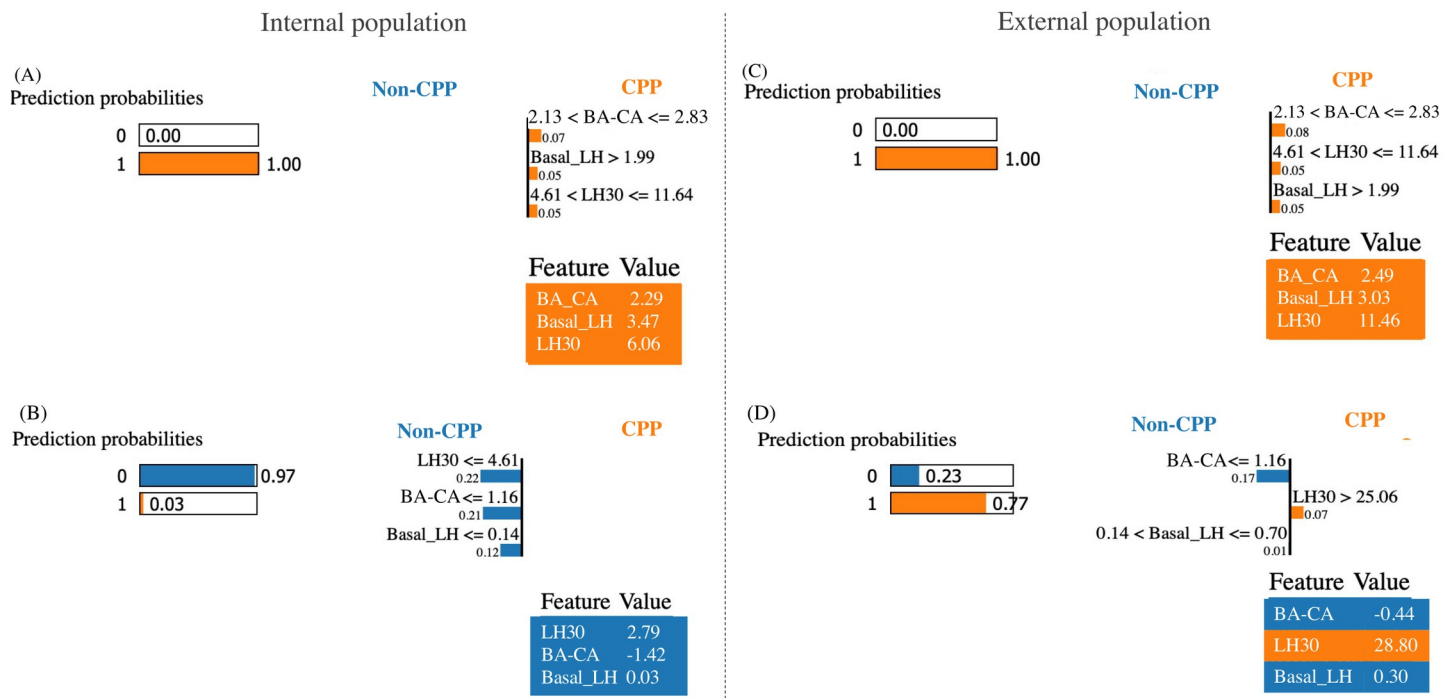 Internal population
External population
(A)
Prediction probabilities
0 0.00
1 1.00
Non-CPP
CPP
2.13 < BA-CA <= 2.83
0.07
Basal_LH > 1.99
0.05
4.61 < LH30 <= 11.64
0.05
Feature Value
BA_CA 2.29
Basal_LH 3.47
LH30 6.06
(C)
Prediction probabilities
0 0.00
1 1.00
Non-CPP
CPP
2.13 < BA-CA <= 2.83
0.08
4.61 < LH30 <= 11.64
0.05
Basal_LH > 1.99
0.05
Feature Value
BA_CA 2.49
Basal_LH 3.03
LH30 11.46
(B)
Prediction probabilities
0 0.97
1 0.03
Non-CPP
CPP
LH30 <= 4.61
0.22
BA-CA<= 1.16
0.21
Basal_LH <= 0.14
0.12
Feature Value
LH30 2.79
BA-CA -1.42
Basal_LH 0.03
(D)
Prediction probabilities
0 0.23
1 0.77
Non-CPP
CPP
BA-CA<= 1.16
0.17
LH30 > 25.06
0.07
0.14 < Basal_LH <= 0.70
0.01
Feature Value
BA-CA -0.44
LH30 28.80
Basal_LH 0.30